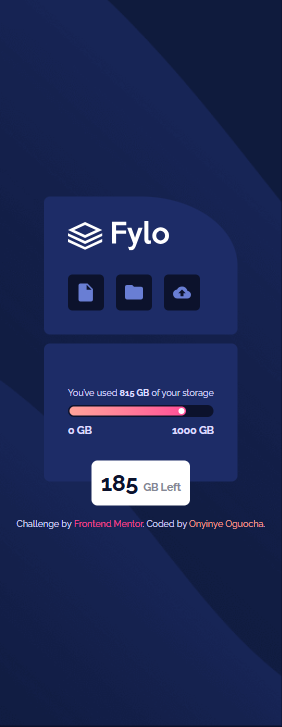 Fylo
You've used 815 GB of your storage
0 GB 1000 GB
185 GB Left
Challenge by Frontend Mentor. Coded by Onyinye Oguocha.